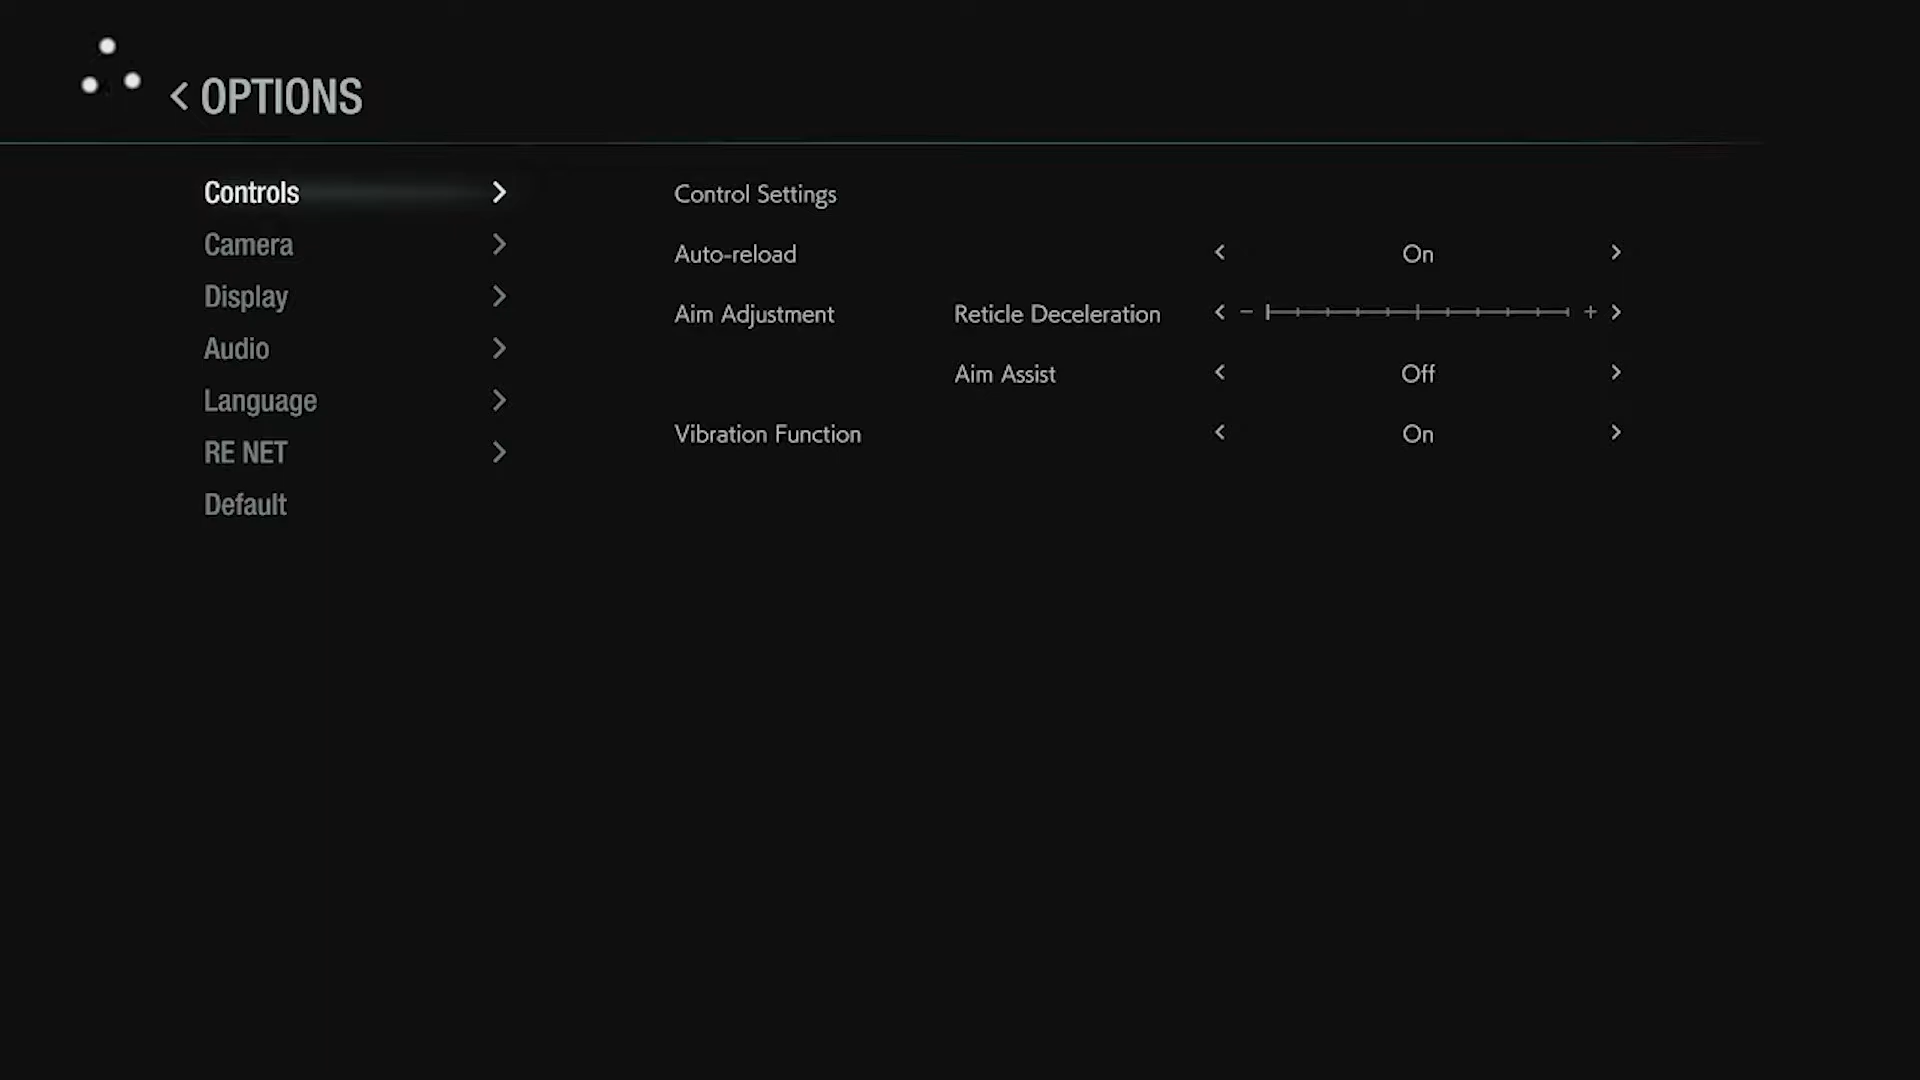 OPTIONS
Controls
Camera
Display
Audio
Language
RE NET
Default
Control Settings
Auto-reload On
Aim Adjustment Reticle Deceleration - +
Aim Assist Off
Vibration Function On